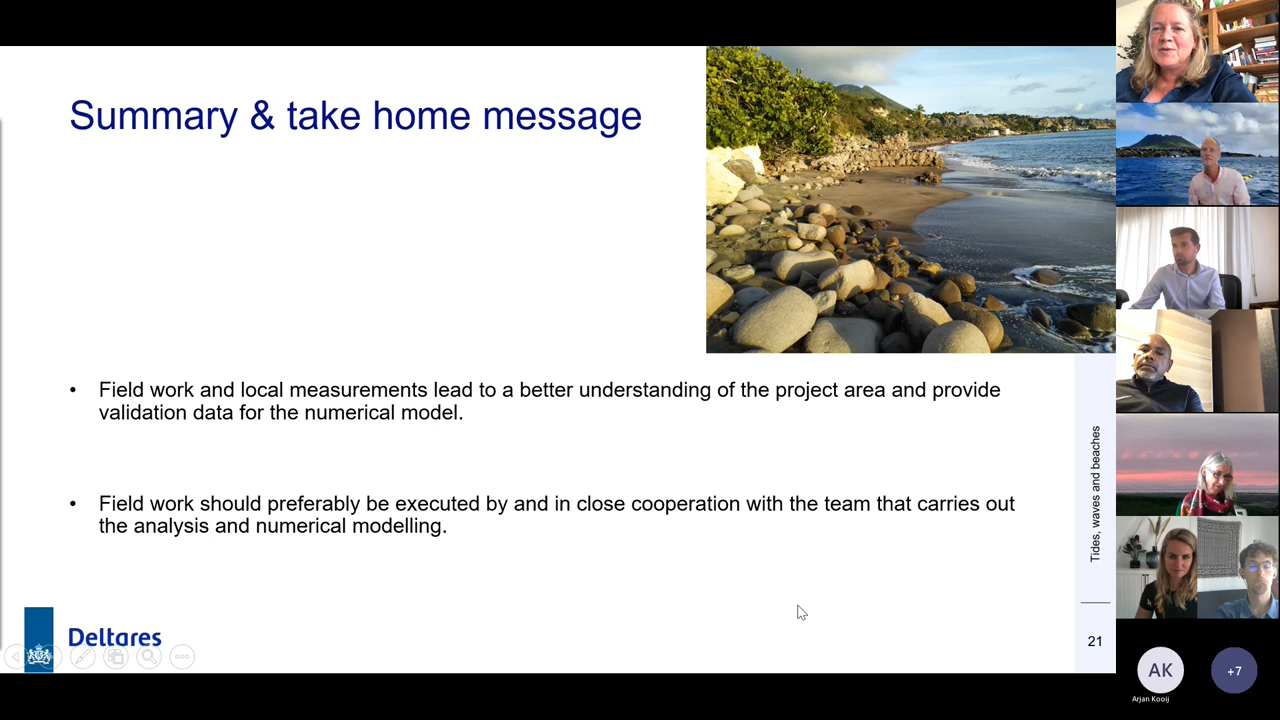 Summary & take home message
• Field work and local measurements lead to a better understanding of the project area and provide
validation data for the numerical model.
• Field work should preferably be executed by and in close cooperation with the team that carries out
the analysis and numerical modelling.
Tides, waves and beaches
21
Deltares
AK
Arjan Kooij
+7